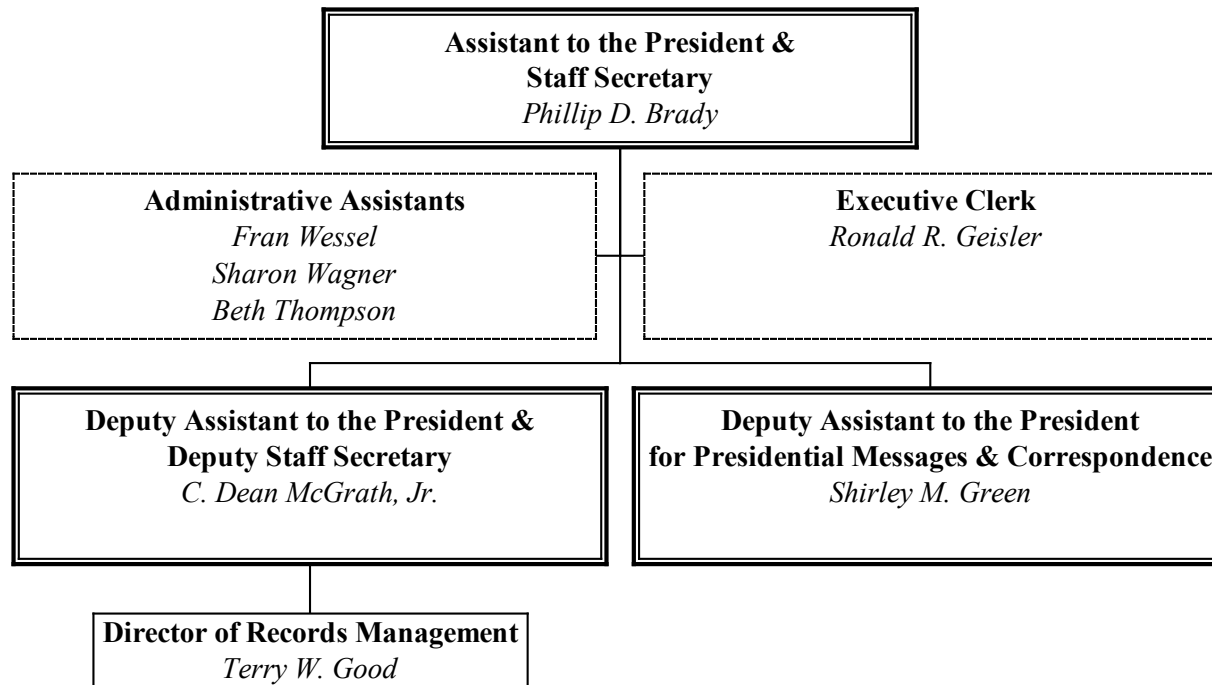 Assistant to the President &
Staff Secretary
Phillip D. Brady
Administrative Assistants
Fran Wessel
Sharon Wagner
Beth Thompson
Executive Clerk
Ronald R. Geisler
Deputy Assistant to the President &
Deputy Staff Secretary
C. Dean McGrath, Jr.
Deputy Assistant to the President
for Presidential Messages & Correspondence
Shirley M. Green
Director of Records Management
Terry W. Good